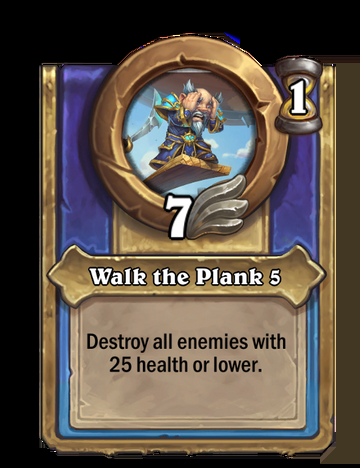 1
7
Walk the Plank 5
Destroy all enemies with
25 health or lower.